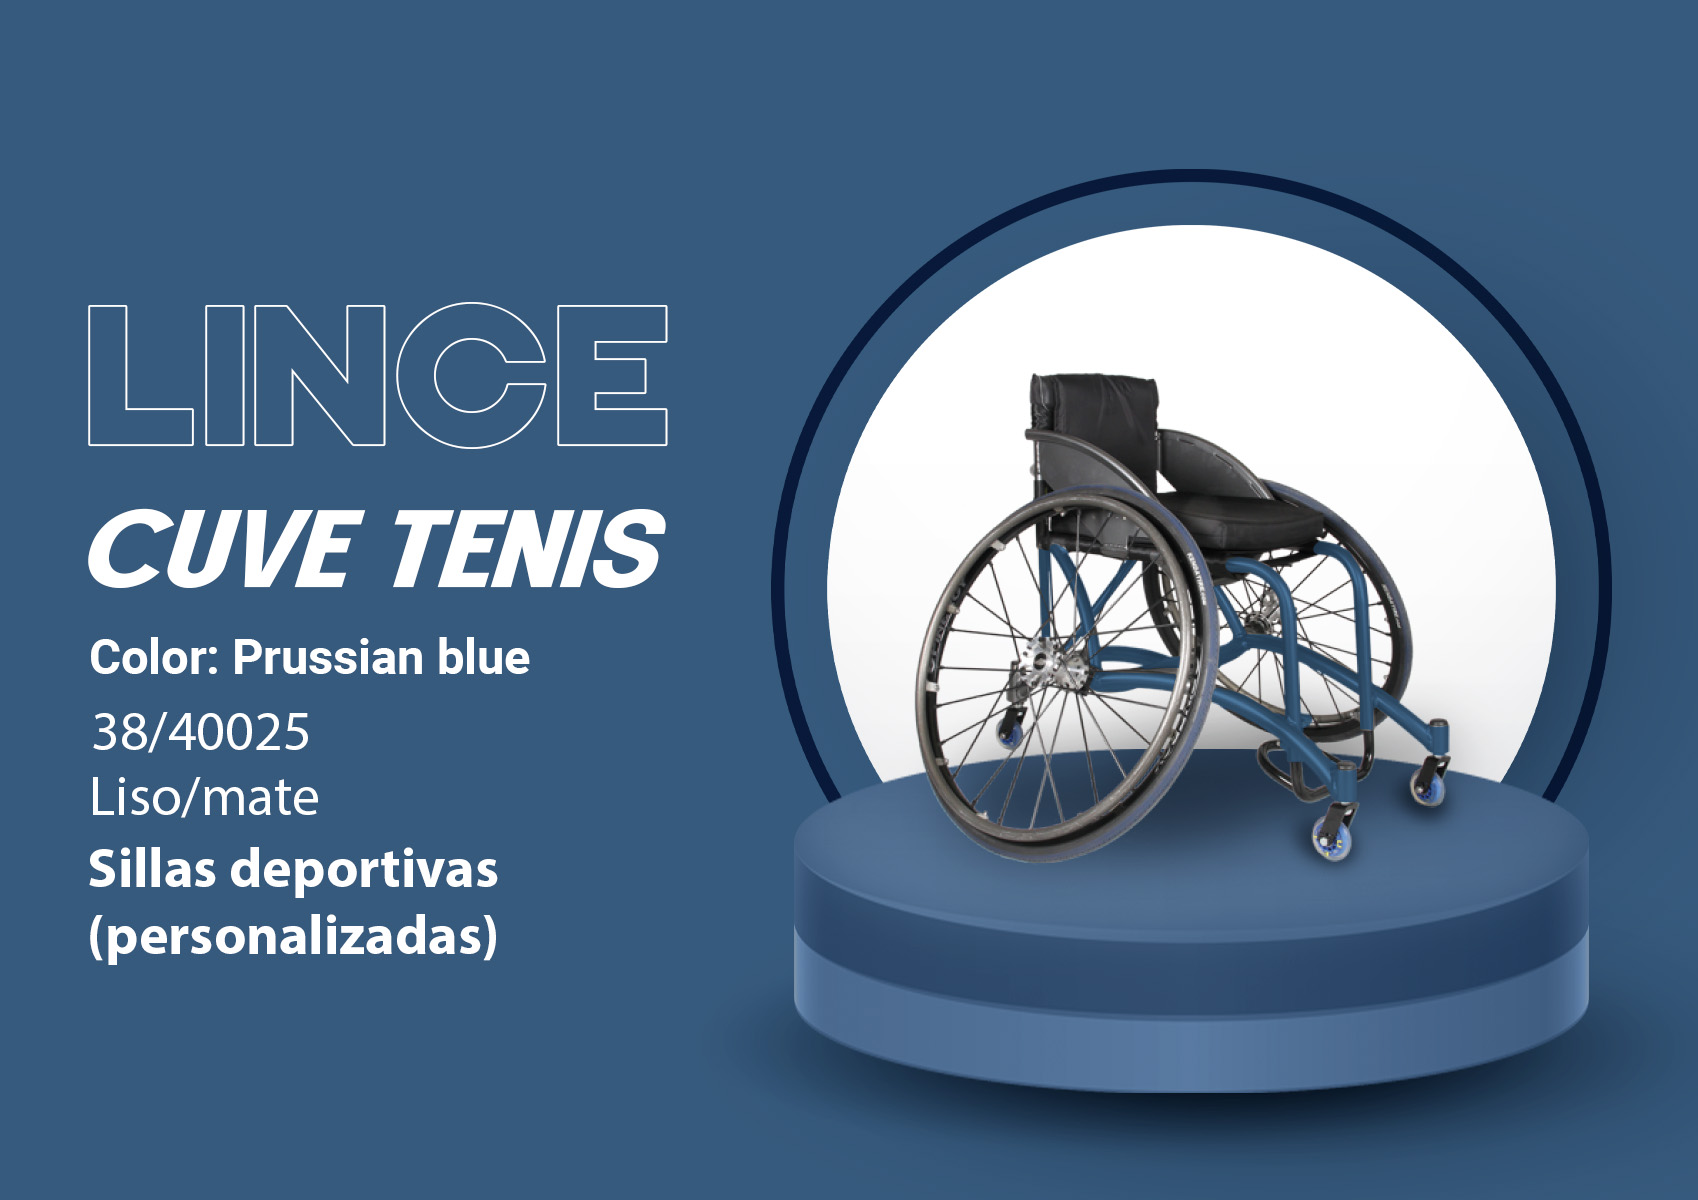 LINCE
CUVE TENIS
Color: Prussian blue
38/40025
Liso/mate
Sillas deportivas
(personalizadas)